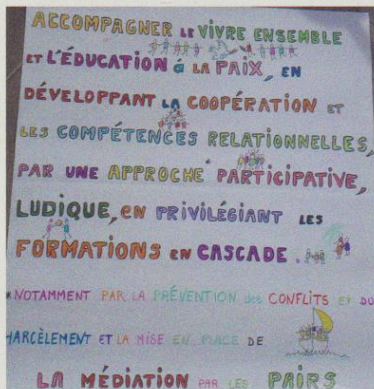 ACCOMPAGNER LE VIVRE ENSEMBLE
ET L'ÉDUCATION à LA PAIX, EN
DÉVELOPPANT LA COOPÉRATION ET
LES COMPÉTENCES RELATIONNELLES,
PAR UNE APPROCHE PARTICIPATIVE,
LUDIQUE, en PRIVILÉGIANT LES
FORMATIONS en CASCADE.
*NOTAMMENT PAR LA PRÉVENTION des CONFLITS ET DU
HARCÈLEMENT ET LA MISE EN PLACE DE
LA MÉDIATION PAR LES PAIRS